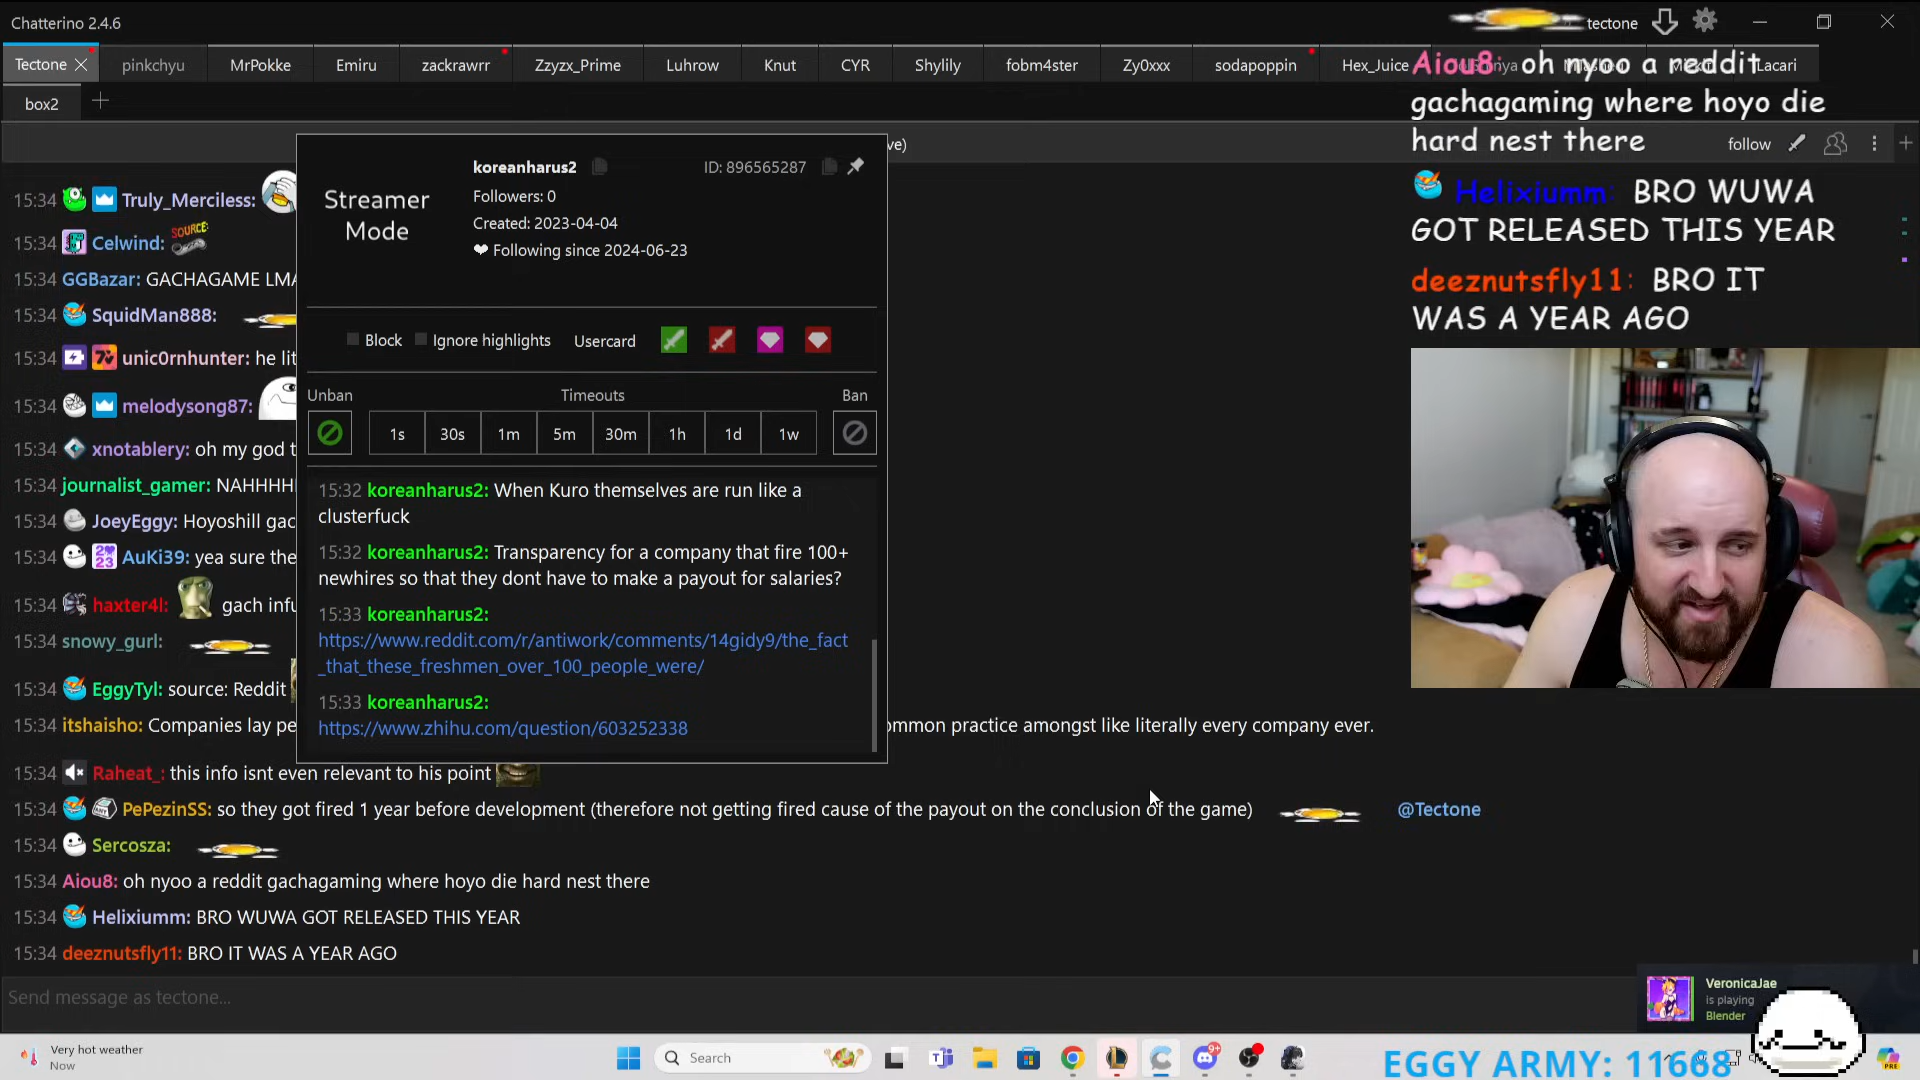 Chatterino 2.4.6
tectone
Tectone
pinkchyu
MrPokke
Emiru
zackrawrr
Zzyzx_Prime
Luhrow
Knut
CYR
Shylily
fobm4ster
Zy0xxx
sodapoppin
Hex_Juice
Lacari
box2
ve)
follow
Aiou8: oh nyoo a reddit
gachagaming where hoyo die
hard nest there
Helixiumm: BRO WUWA
GOT RELEASED THIS YEAR
deeznutsfly11: BRO IT
WAS A YEAR AGO
Streamer
Mode
koreanharus2
ID: 896565287
Followers: 0
Created: 2023-04-04
❤ Following since 2024-06-23
Block
Ignore highlights
Usercard
Unban
Timeouts
Ban
1s
30s
1m
5m
30m
1h
1d
1w
15:32 koreanharus2: When Kuro themselves are run like a
clusterfuck
15:32 koreanharus2: Transparency for a company that fire 100+
newhires so that they dont have to make a payout for salaries?
15:33 koreanharus2:
https://www.reddit.com/r/antiwork/comments/14gidy9/the_fact
_that_these_freshmen_over_100_people_were/
15:33 koreanharus2:
https://www.zhihu.com/question/603252338
15:34 Truly_Merciless:
15:34 Celwind: SOURCE:
15:34 GGBazar: GACHAGAME LMA
15:34 SquidMan888:
15:34 unic0rnhunter: he lit
15:34 melodysong87:
15:34 xnotablery: oh my god t
15:34 journalist_gamer: NAHHHH
15:34 JoeyEggy: Hoyoshill gac
15:34 AuKi39: yea sure the
15:34 haxter4l: gach infu
15:34 snowy_gurl:
15:34 EggyTyl: source: Reddit
15:34 itshaisho: Companies lay pe
ommon practice amongst like literally every company ever.
15:34 Raheat_: this info isnt even relevant to his point
15:34 PePezinSS: so they got fired 1 year before development (therefore not getting fired cause of the payout on the conclusion of the game) @Tectone
15:34 Sercosza:
15:34 Aiou8: oh nyoo a reddit gachagaming where hoyo die hard nest there
15:34 Helixiumm: BRO WUWA GOT RELEASED THIS YEAR
15:34 deeznutsfly11: BRO IT WAS A YEAR AGO
Send message as tectone...
VeronicaJae
is playing
Blender
Very hot weather
Now
Search
9+
EGGY ARMY: 11668
PRE